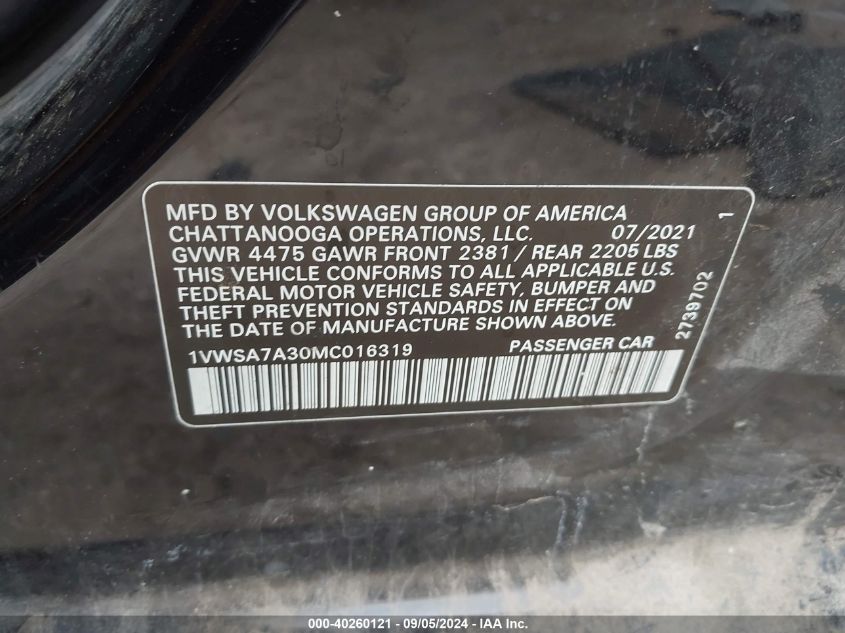 MFD BY VOLKSWAGEN GROUP OF AMERICA
CHATTANOOGA OPERATIONS, LLC. 07/2021
GVWR 4475 GAWR FRONT 2381 / REAR 2205 LBS
THIS VEHICLE CONFORMS TO ALL APPLICABLE U.S.
FEDERAL MOTOR VEHICLE SAFETY, BUMPER AND
THEFT PREVENTION STANDARDS IN EFFECT ON
THE DATE OF MANUFACTURE SHOWN ABOVE.
1VWSA7A30MC016319 PASSENGER CAR
2739702
1
000-40260121 - 09/05/2024 - IAA Inc.